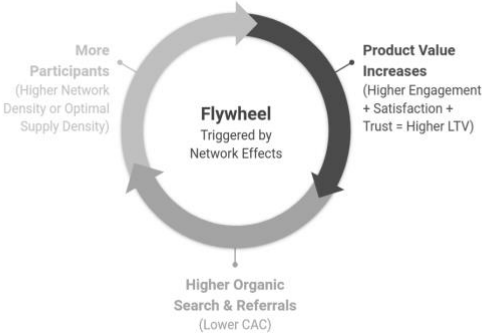 More
Participants
(Higher Network
Density or Optimal
Supply Density)
Product Value
Increases
(Higher Engagement
+ Satisfaction +
Trust = Higher LTV)
Flywheel
Triggered by
Network Effects
Higher Organic
Search & Referrals
(Lower CAC)